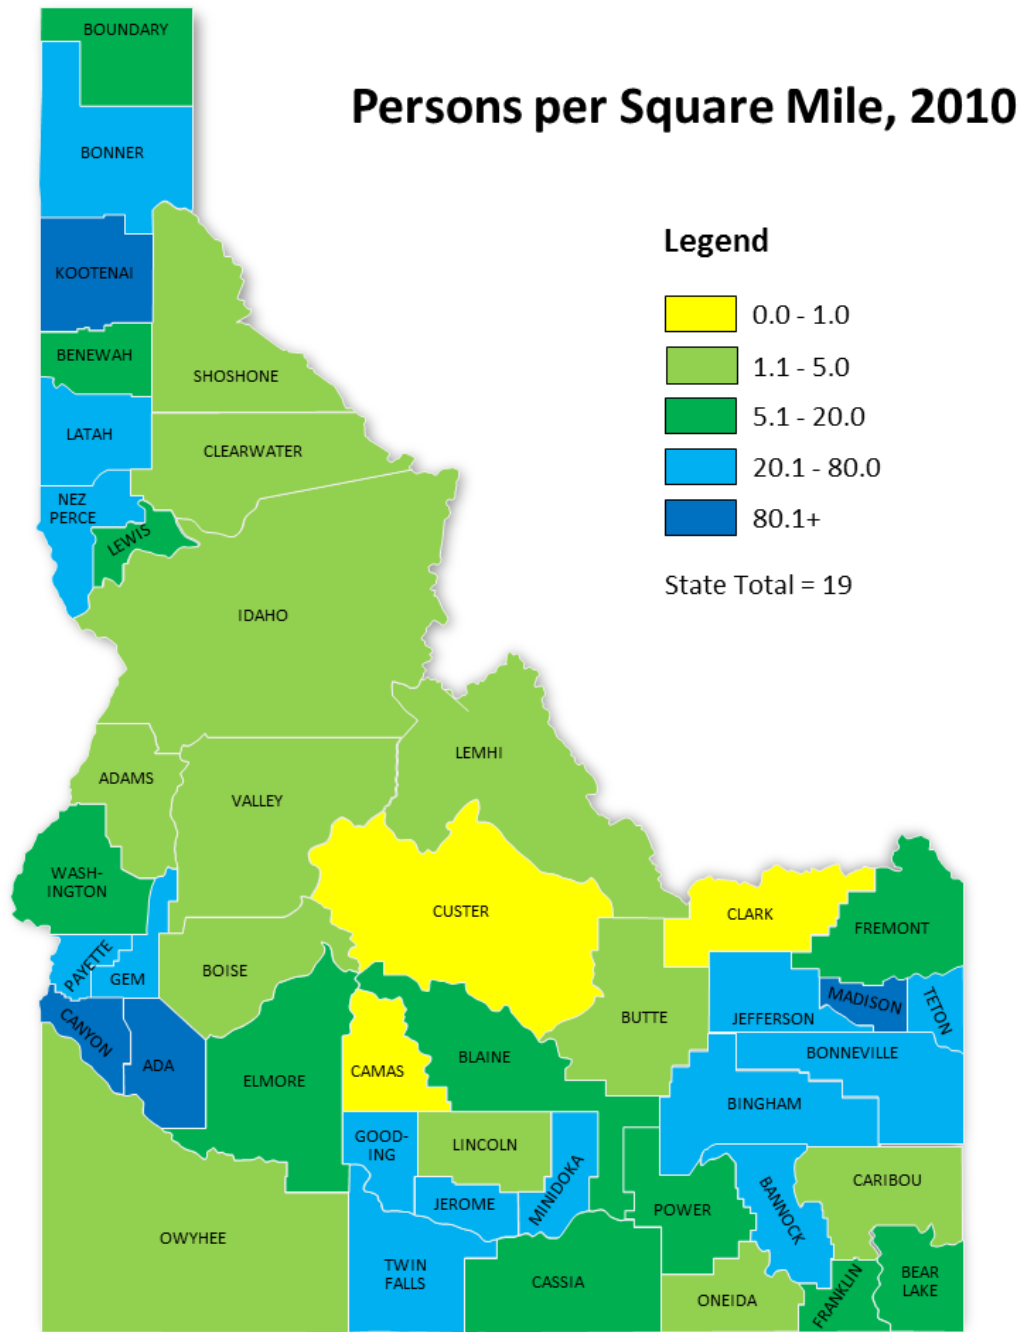 BOUNDARY
Persons per Square Mile, 2010
BONNER
Legend
KOOTENAI
0.0 - 1.0
BENEWAH
1.1 - 5.0
SHOSHONE
5.1 - 20.0
LATAH
CLEARWATER
20.1 - 80.0
NEZ
PERCE
80.1+
LEWIS
State Total = 19
IDAHO
LEMHI
ADAMS
VALLEY
WASH-
INGTON
CUSTER
CLARK
FREMONT
PAYETTE
GEM
BOISE
MADISON
TETON
CANYON
BUTTE
JEFFERSON
ADA
ELMORE
CAMAS
BLAINE
BONNEVILLE
BINGHAM
GOOD-
ING
LINCOLN
MINIDOKA
JEROME
POWER
BANNOCK
CARIBOU
OWYHEE
TWIN
FALLS
CASSIA
ONEIDA
FRANKLIN
BEAR
LAKE